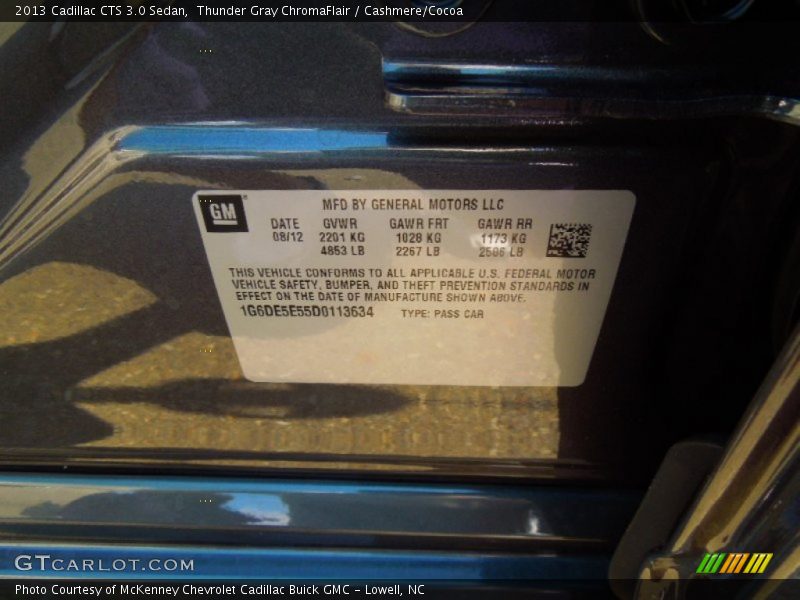 2013 Cadillac CTS 3.0 Sedan,  Thunder Gray ChromaFlair / Cashmere/Cocoa
GM
MFD BY GENERAL MOTORS LLC
DATE GVWR GAWR FRT GAWR RR
08/12 2201 KG 1028 KG 1173 KG
4853 LB 2267 LB 2586 LB
THIS VEHICLE CONFORMS TO ALL APPLICABLE U.S. FEDERAL MOTOR
VEHICLE SAFETY, BUMPER, AND THEFT PREVENTION STANDARDS IN
EFFECT ON THE DATE OF MANUFACTURE SHOWN ABOVE.
1G6DE5E55D0113634 TYPE: PASS CAR
GTCARLOT.COM
Photo Courtesy of McKenney Chevrolet Cadillac Buick GMC - Lowell, NC